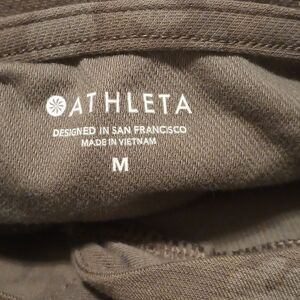 ATHLETA
DESIGNED IN SAN FRANCISCO
MADE IN VIETNAM
M